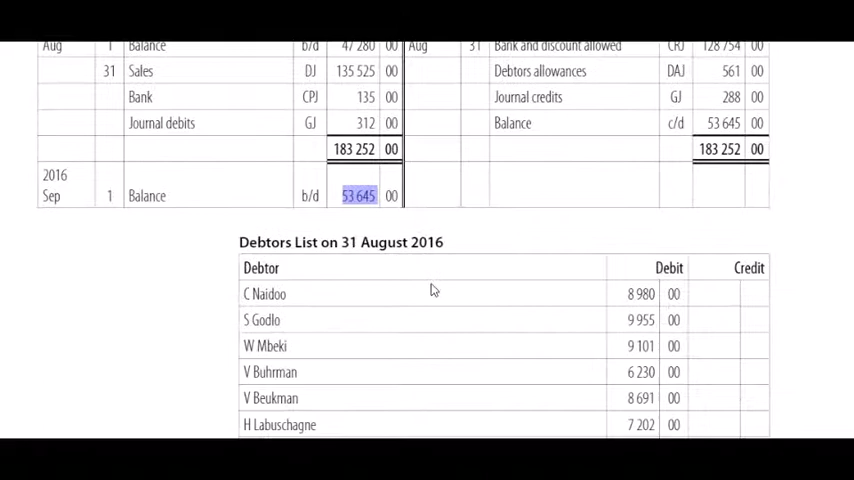 Aug 1 Balance b/d 47 280 00 Aug 31 Bank and discount allowed CRJ 128 754 00
31 Sales DJ 135 525 00 Debtors allowances DAJ 561 00
Bank CPJ 135 00 Journal credits GJ 288 00
Journal debits GJ 312 00 Balance c/d 53 645 00
183 252 00 183 252 00
2016
Sep 1 Balance b/d 53 645 00
Debtors List on 31 August 2016
Debtor Debit Credit
C Naidoo 8 980 00
S Godlo 9 955 00
W Mbeki 9 101 00
V Buhrman 6 230 00
V Beukman 8 691 00
H Labuschagne 7 202 00